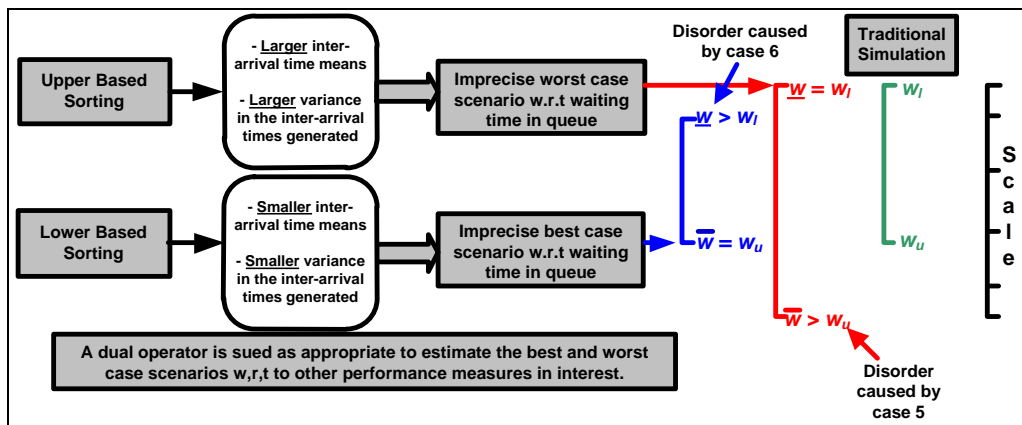 Upper Based
Sorting
- Larger inter-
arrival time means
- Larger variance
in the inter-arrival
times generated
Imprecise worst case
scenario w.r.t waiting
time in queue
Disorder caused
by case 6
Traditional
Simulation
w = wl
wl
w > wl
Lower Based
Sorting
- Smaller inter-
arrival time means
- Smaller variance
in the inter-arrival
times generated
Imprecise best case
scenario w.r.t waiting
time in queue
w̅ = wu
wu
w̅ > wu
Scale
A dual operator is sued as appropriate to estimate the best and worst
case scenarios w,r,t to other performance measures in interest.
Disorder
caused by
case 5